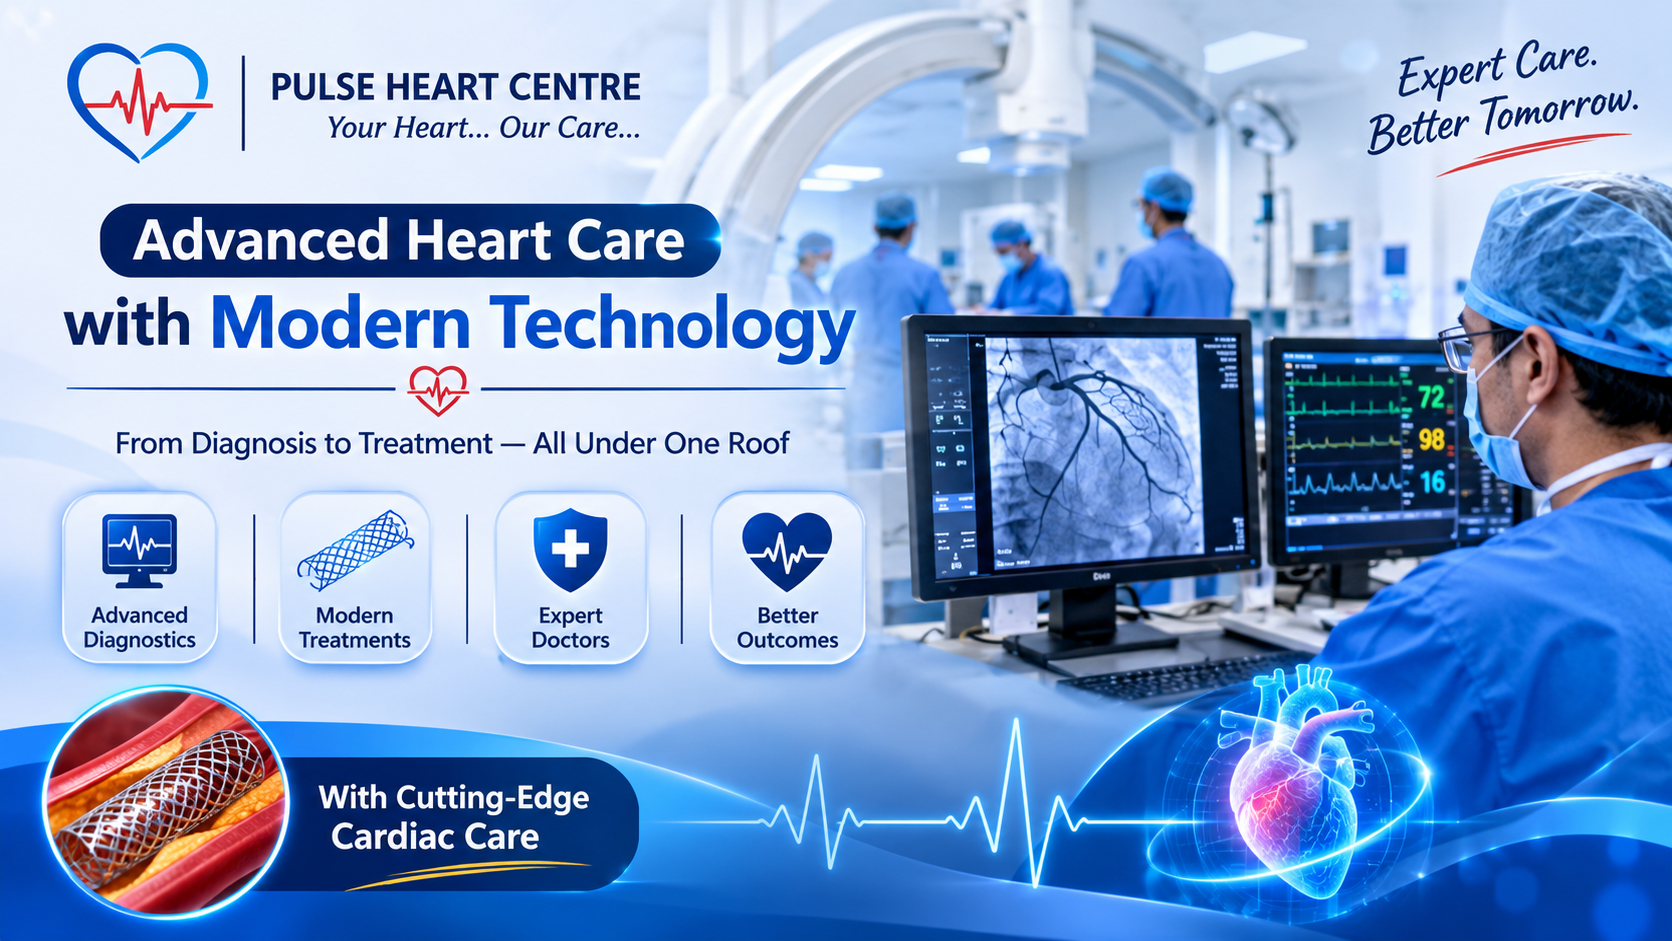 PULSE HEART CENTRE
Your Heart... Our Care...
Expert Care.
Better Tomorrow.
Advanced Heart Care
with Modern Technology
From Diagnosis to Treatment — All Under One Roof
Advanced
Diagnostics
Modern
Treatments
Expert
Doctors
Better
Outcomes
72
98
16
With Cutting-Edge
Cardiac Care